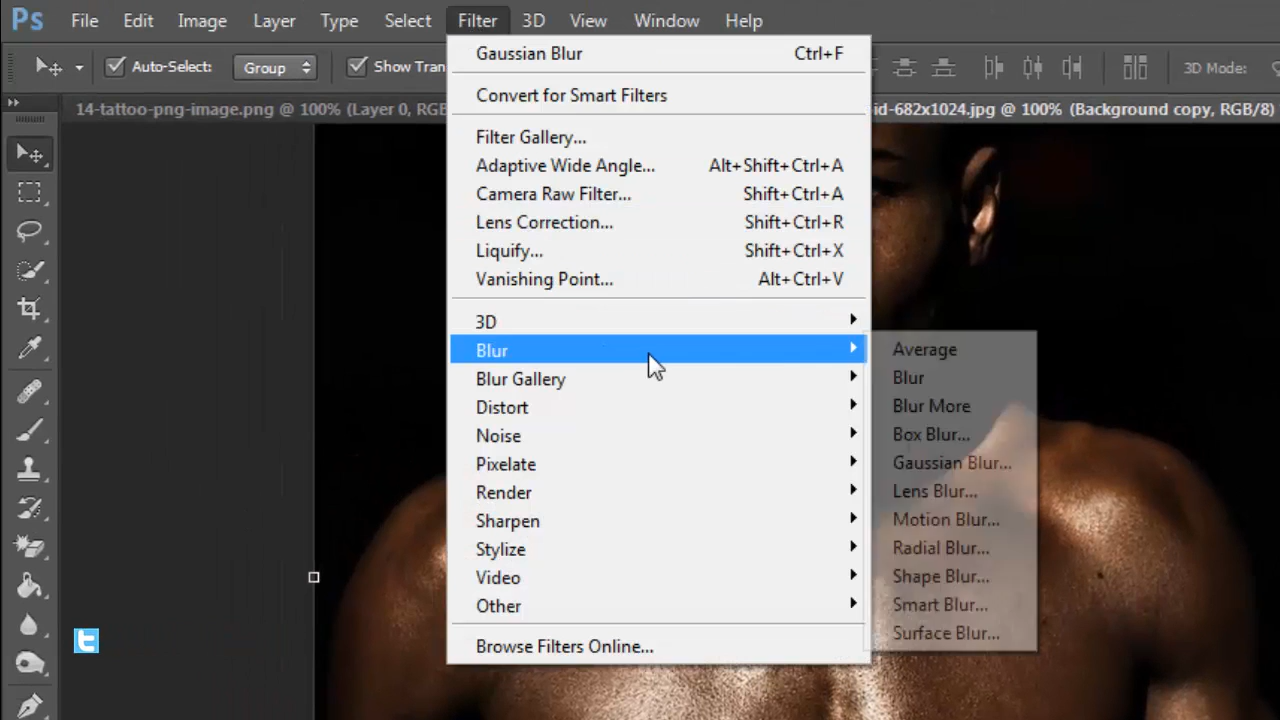 Ps File Edit Image Layer Type Select Filter 3D View Window Help
Auto-Select: Group Show Tran 3D Mode:
14-tattoo-png-image.png @ 100% (Layer 0, RGB id-682x1024.jpg @ 100% (Background copy, RGB/8)
Gaussian Blur Ctrl+F
Convert for Smart Filters
Filter Gallery...
Adaptive Wide Angle... Alt+Shift+Ctrl+A
Camera Raw Filter... Shift+Ctrl+A
Lens Correction... Shift+Ctrl+R
Liquify... Shift+Ctrl+X
Vanishing Point... Alt+Ctrl+V
3D
Blur
Blur Gallery
Distort
Noise
Pixelate
Render
Sharpen
Stylize
Video
Other
Browse Filters Online...
Average
Blur
Blur More
Box Blur...
Gaussian Blur...
Lens Blur...
Motion Blur...
Radial Blur...
Shape Blur...
Smart Blur...
Surface Blur...